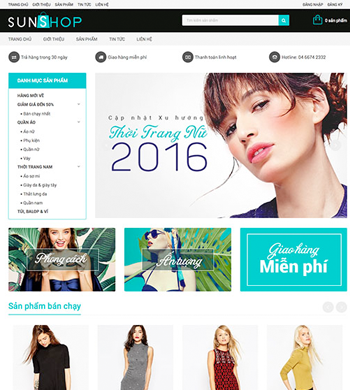 TRANG CHỦ GIỚI THIỆU SẢN PHẨM TIN TỨC LIÊN HỆ ĐĂNG NHẬP ĐĂNG KÝ
SUNSHOP
Tìm kiếm sản phẩm...
0 sản phẩm
TRANG CHỦ GIỚI THIỆU SẢN PHẨM TIN TỨC LIÊN HỆ
Trả hàng trong 30 ngày
Giao hàng miễn phí
Thanh toán linh hoạt
Hotline: 04 6674 2332
DANH MỤC SẢN PHẨM
HÀNG MỚI VỀ
GIẢM GIÁ ĐẾN 50%
Bán chạy nhất
QUẦN ÁO
Áo nữ
Phụ kiện
Quần nữ
Váy
THỜI TRANG NAM
Áo sơ mi
Giày da & giày tây
Thắt lưng da
Quần nam
TÚI, BALOP & VÍ
Cập nhật Xu hướng
Thời Trang Nữ
2016
Phong cách
Ấn tượng
Giao hàng
Miễn phí
Sản phẩm bán chạy